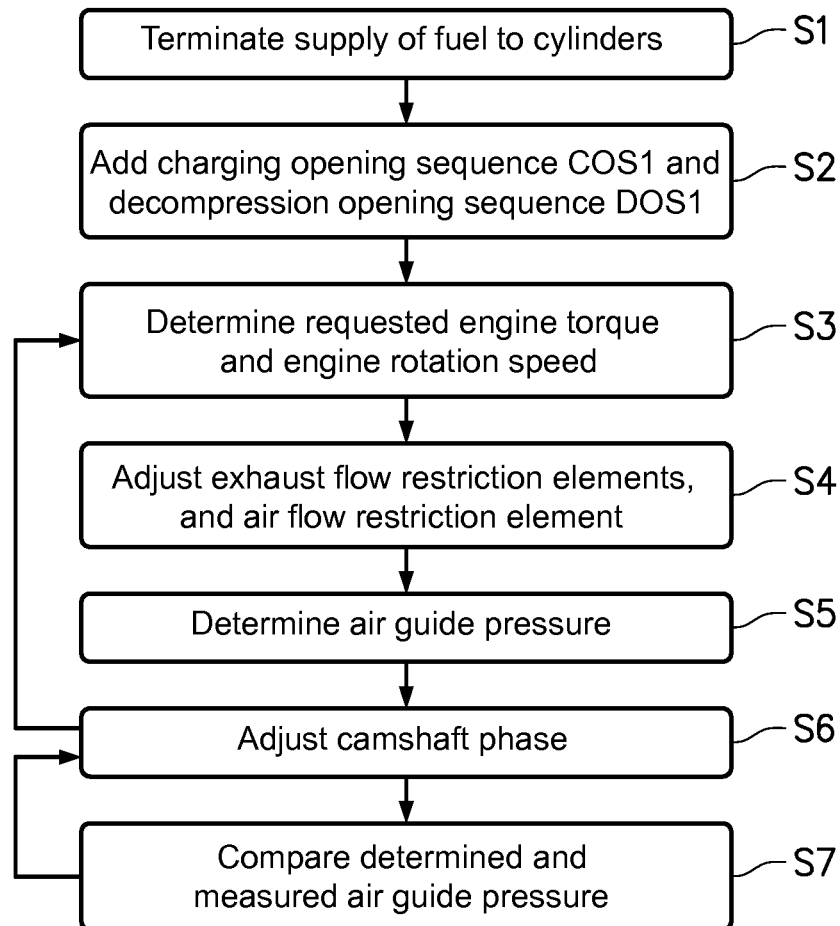 Terminate supply of fuel to cylinders
S1
Add charging opening sequence COS1 and
decompression opening sequence DOS1
S2
Determine requested engine torque
and engine rotation speed
S3
Adjust exhaust flow restriction elements,
and air flow restriction element
S4
Determine air guide pressure
S5
Adjust camshaft phase
S6
Compare determined and
measured air guide pressure
S7